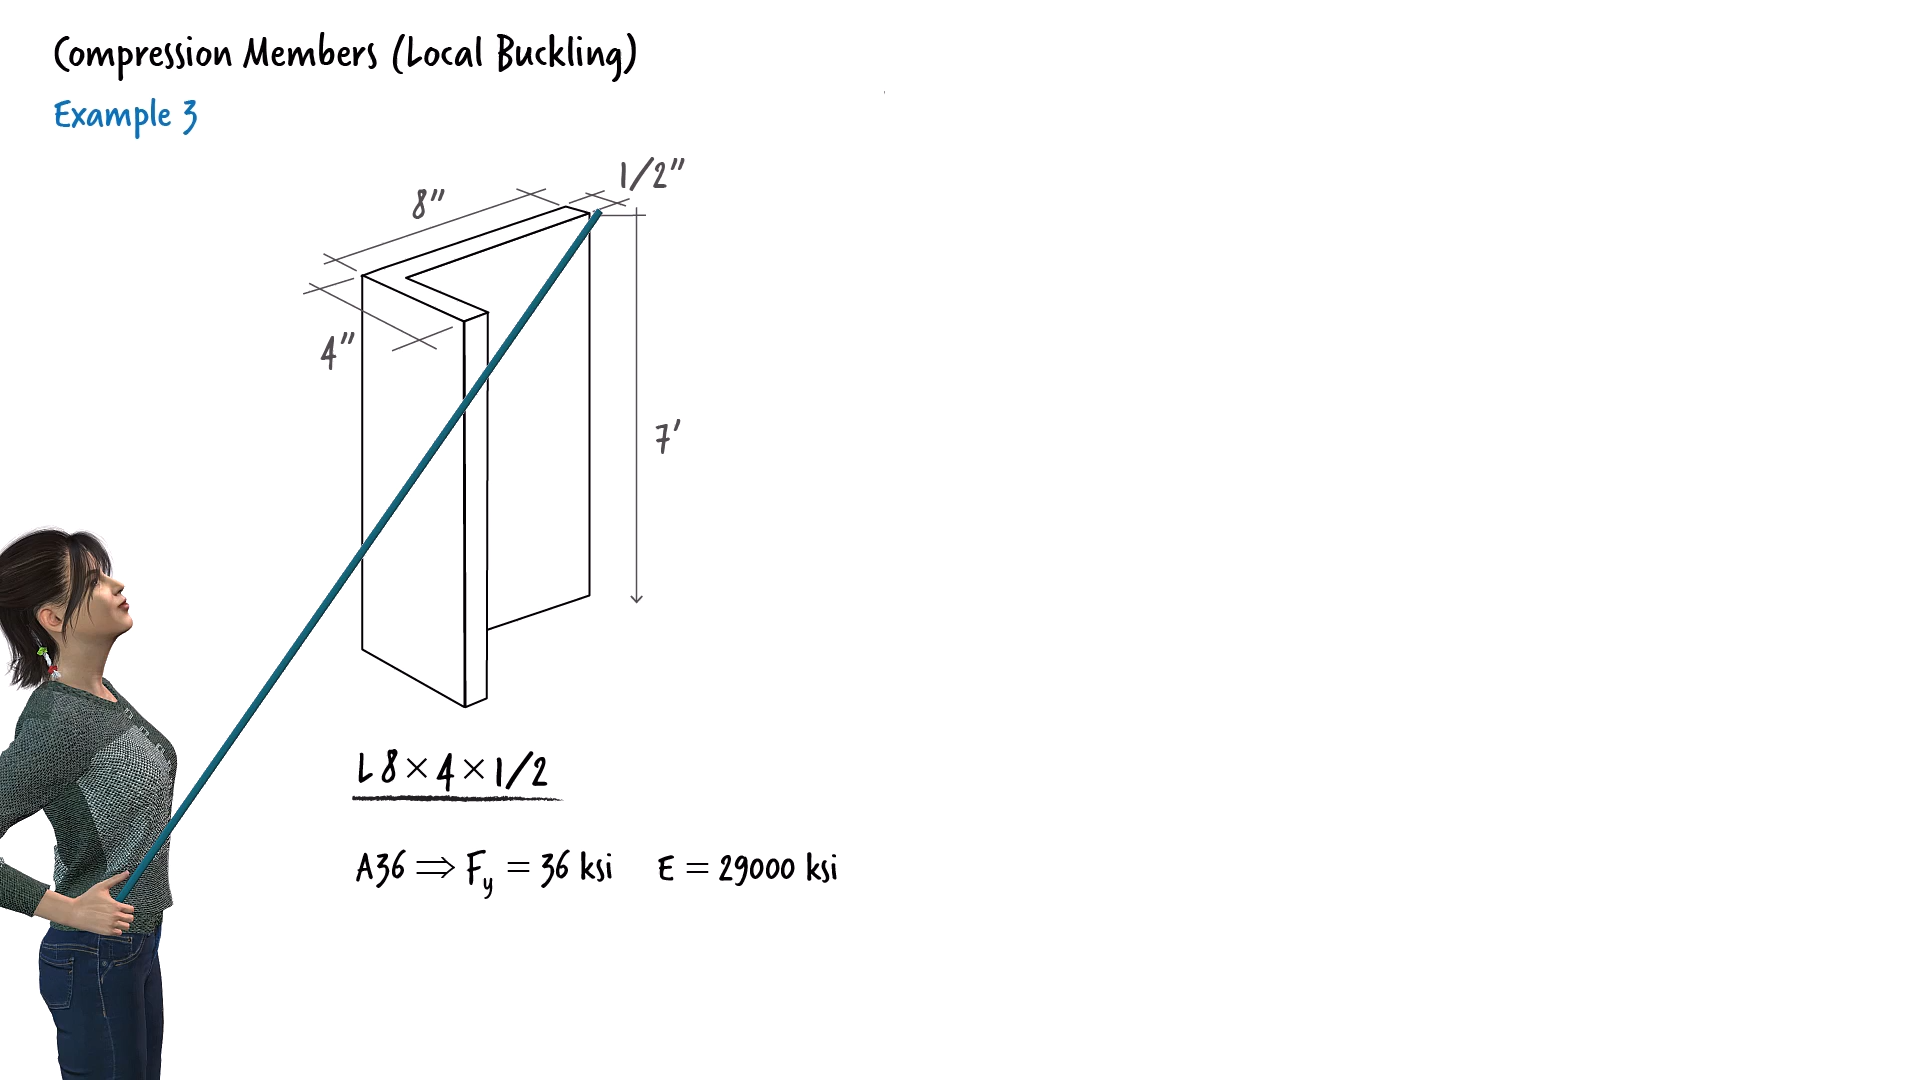 Compression Members (Local Buckling)
Example 3
1/2"
8"
4"
7'
L 8 × 4 × 1/2
A36 ⟹ Fy = 36 ksi E = 29000 ksi